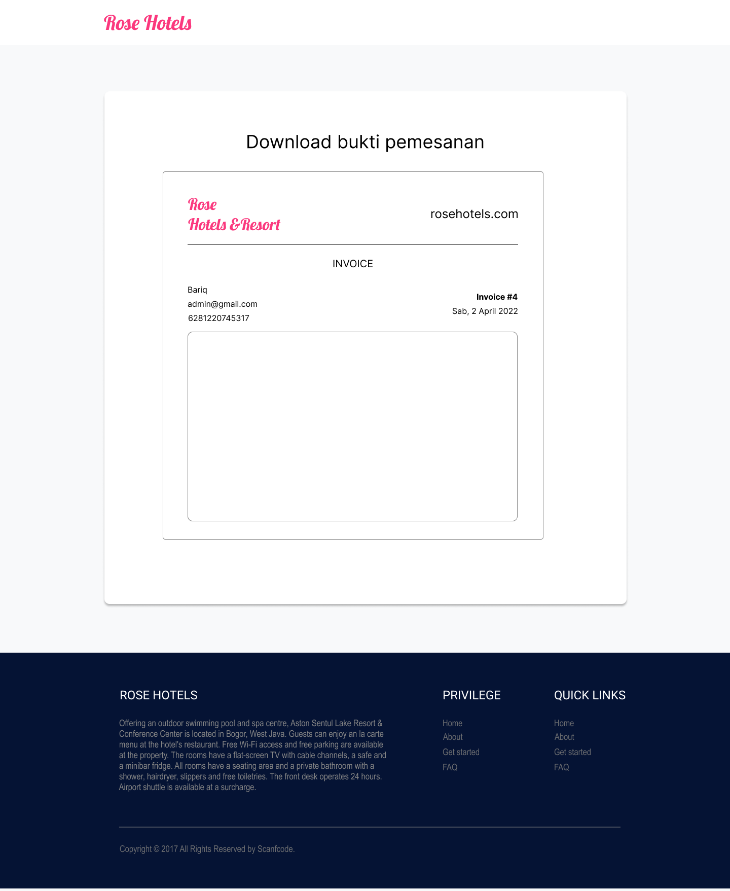 Rose Hotels
Download bukti pemesanan
Rose
Hotels & Resort
rosehotels.com
INVOICE
Bariq
admin@gmail.com
6281220745317
Invoice #4
Sab, 2 April 2022
ROSE HOTELS
Offering an outdoor swimming pool and spa centre, Aston Sentul Lake Resort &
Conference Center is located in Bogor, West Java. Guests can enjoy an la carte
menu at the hotel's restaurant. Free Wi-Fi access and free parking are available
at the property. The rooms have a flat-screen TV with cable channels, a safe and
a minibar fridge. All rooms have a seating area and a private bathroom with a
shower, hairdryer, slippers and free toiletries. The front desk operates 24 hours.
Airport shuttle is available at a surcharge.
PRIVILEGE
Home
About
Get started
FAQ
QUICK LINKS
Home
About
Get started
FAQ
Copyright © 2017 All Rights Reserved by Scanfcode.